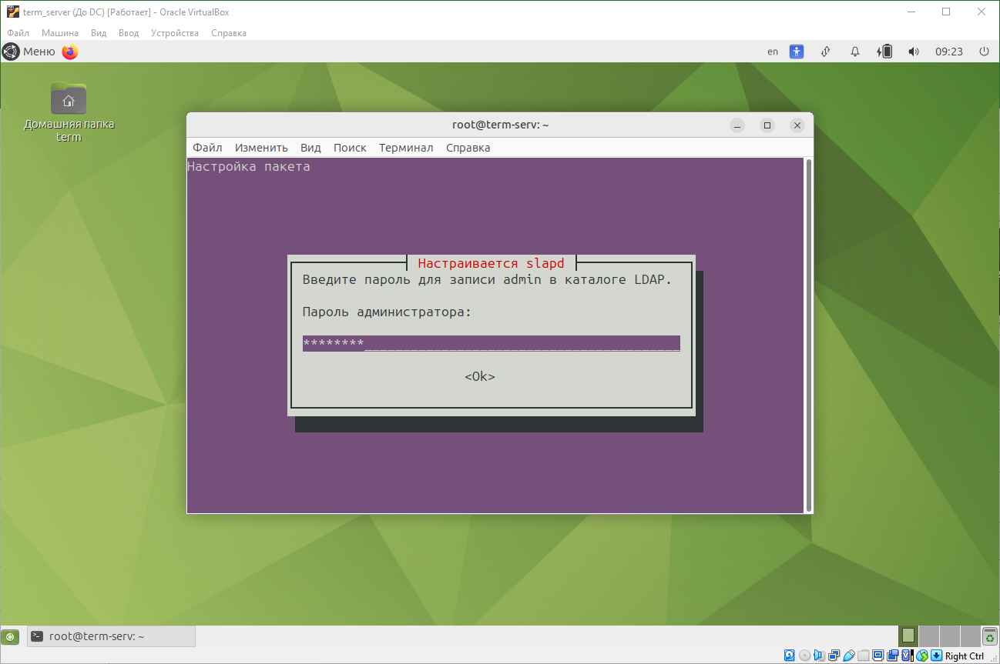 term_server (До DC) [Работает] - Oracle VirtualBox
Файл Машина Вид Ввод Устройства Справка
Меню en 09:23
Домашняя папка
term
root@term-serv: ~
Файл Изменить Вид Поиск Терминал Справка
Настройка пакета
Настраивается slapd
Введите пароль для записи admin в каталоге LDAP.
Пароль администратора:
********_________________________________________
<Ok>
root@term-serv: ~
Right Ctrl